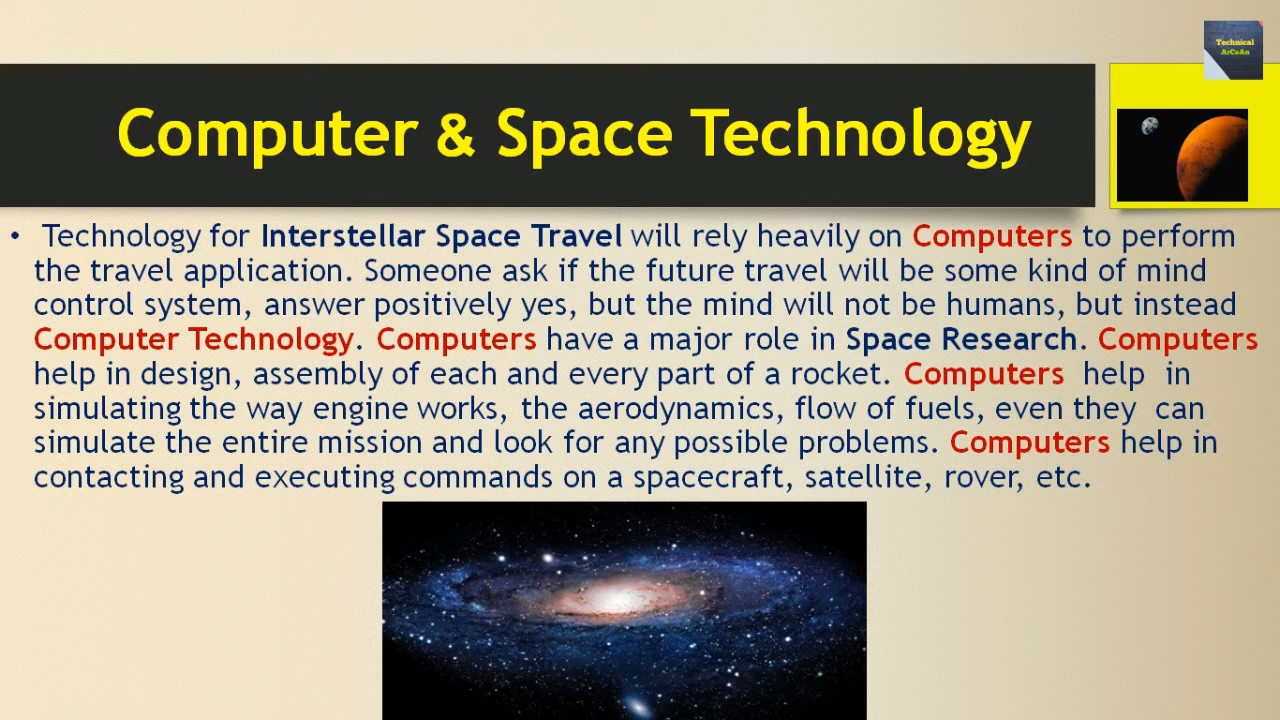 Technical
ArCoAn
Computer & Space Technology
• Technology for Interstellar Space Travel will rely heavily on Computers to perform
the travel application. Someone ask if the future travel will be some kind of mind
control system, answer positively yes, but the mind will not be humans, but instead
Computer Technology. Computers have a major role in Space Research. Computers
help in design, assembly of each and every part of a rocket. Computers help in
simulating the way engine works, the aerodynamics, flow of fuels, even they can
simulate the entire mission and look for any possible problems. Computers help in
contacting and executing commands on a spacecraft, satellite, rover, etc.